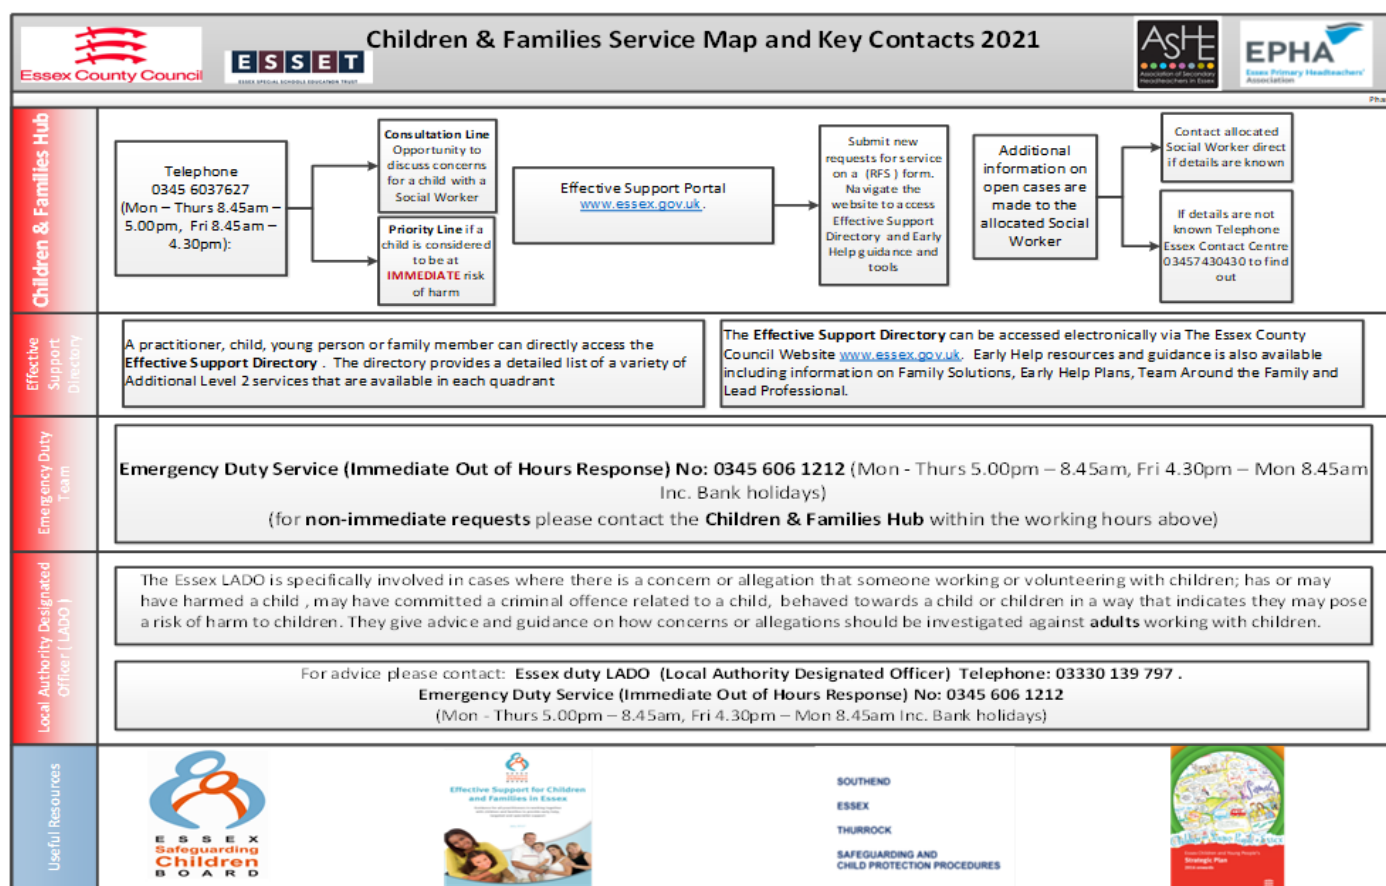 Essex County Council
ESSET
ESSEX SPECIAL SCHOOLS EDUCATION TRUST
Children & Families Service Map and Key Contacts 2021
ASHE
Association of Secondary
Headteachers in Essex
EPHA
Essex Primary Headteachers'
Association
Pha
Children & Families Hub
Telephone
0345 6037627
(Mon – Thurs 8.45am –
5.00pm, Fri 8.45am –
4.30pm):
Consultation Line
Opportunity to
discuss concerns
for a child with a
Social Worker
Priority Line if a
child is considered
to be at
IMMEDIATE risk
of harm
Effective Support Portal
www.essex.gov.uk.
Submit new
requests for service
on a (RFS ) form.
Navigate the
website to access
Effective Support
Directory and Early
Help guidance and
tools
Additional
information on
open cases are
made to the
allocated Social
Worker
Contact allocated
Social Worker direct
if details are known
If details are not
known Telephone
Essex Contact Centre
03457430430 to find
out
Effective
Support
Directory
A practitioner, child, young person or family member can directly access the
Effective Support Directory . The directory provides a detailed list of a variety of
Additional Level 2 services that are available in each quadrant
The Effective Support Directory can be accessed electronically via The Essex County
Council Website www.essex.gov.uk. Early Help resources and guidance is also available
including information on Family Solutions, Early Help Plans, Team Around the Family and
Lead Professional.
Emergency Duty
Team
Emergency Duty Service (Immediate Out of Hours Response) No: 0345 606 1212 (Mon - Thurs 5.00pm – 8.45am, Fri 4.30pm – Mon 8.45am
Inc. Bank holidays)
(for non-immediate requests please contact the Children & Families Hub within the working hours above)
Local Authority Designated
Officer ( LADO )
The Essex LADO is specifically involved in cases where there is a concern or allegation that someone working or volunteering with children; has or may
have harmed a child , may have committed a criminal offence related to a child, behaved towards a child or children in a way that indicates they may pose
a risk of harm to children. They give advice and guidance on how concerns or allegations should be investigated against adults working with children.
For advice please contact: Essex duty LADO (Local Authority Designated Officer) Telephone: 03330 139 797 .
Emergency Duty Service (Immediate Out of Hours Response) No: 0345 606 1212
(Mon - Thurs 5.00pm – 8.45am, Fri 4.30pm – Mon 8.45am Inc. Bank holidays)
Useful Resources
ESSEX
Safeguarding
Children
BOARD
Effective Support for Children
and Families in Essex
SOUTHEND
ESSEX
THURROCK
SAFEGUARDING AND
CHILD PROTECTION PROCEDURES
Essex Children and Young People's
Strategic Plan